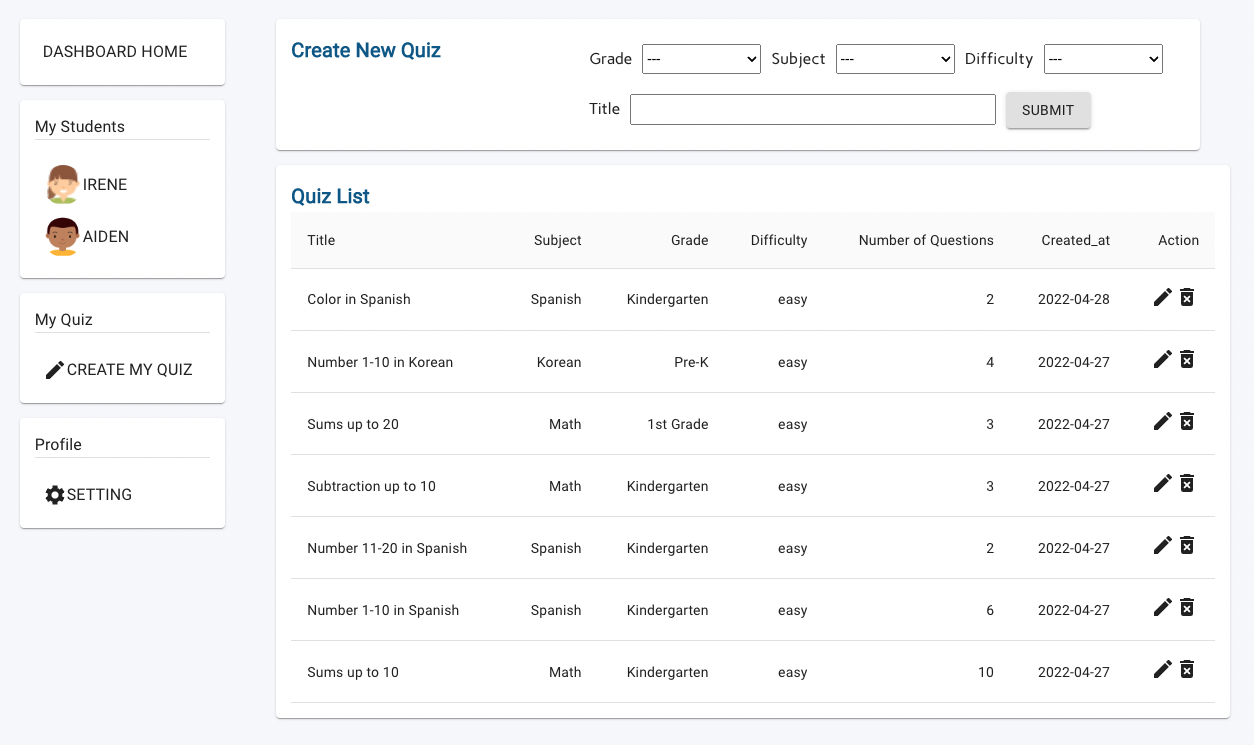 DASHBOARD HOME
My Students
IRENE
AIDEN
My Quiz
CREATE MY QUIZ
Profile
SETTING
Create New Quiz
Grade --- Subject --- Difficulty ---
Title SUBMIT
Quiz List
Title Subject Grade Difficulty Number of Questions Created_at Action
Color in Spanish Spanish Kindergarten easy 2 2022-04-28
Number 1-10 in Korean Korean Pre-K easy 4 2022-04-27
Sums up to 20 Math 1st Grade easy 3 2022-04-27
Subtraction up to 10 Math Kindergarten easy 3 2022-04-27
Number 11-20 in Spanish Spanish Kindergarten easy 2 2022-04-27
Number 1-10 in Spanish Spanish Kindergarten easy 6 2022-04-27
Sums up to 10 Math Kindergarten easy 10 2022-04-27